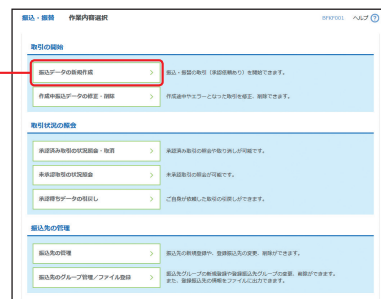 振込・振替 作業内容選択 BFKF001 ヘルプ ?
取引の開始
振込データの新規作成 > 振込・振替の取引（承認依頼あり）を開始できます。
作成中振込データの修正・削除 > 作成途中やエラーとなった取引を修正、削除できます。
取引状況の照会
承認済み取引の状況照会・取消 > 承認済み取引の照会や取り消しが可能です。
未承認取引の状況照会 > 未承認取引の照会が可能です。
承認待ちデータの引戻し > ご自身が依頼した取引の引戻しができます。
振込先の管理
振込先の管理 > 振込先の新規登録や、登録振込先の変更、削除ができます。
振込先のグループ管理/ファイル登録 > 振込先グループの新規登録や登録振込先グループの変更、削除ができます。
また、登録振込先の情報をファイルに出力できます。